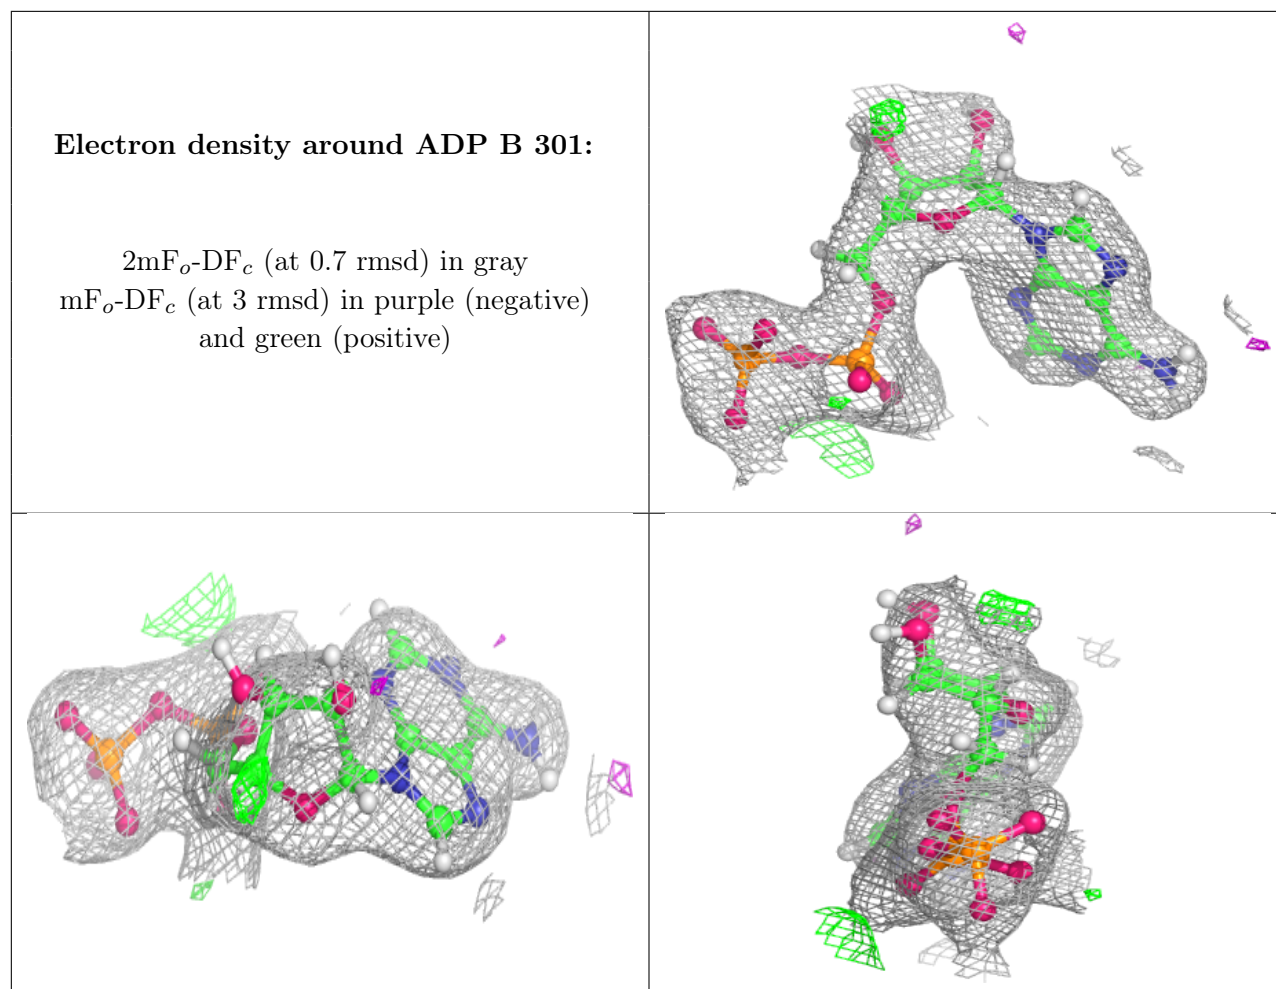 Electron density around ADP B 301:
2mFo-DFc (at 0.7 rmsd) in gray
mFo-DFc (at 3 rmsd) in purple (negative)
and green (positive)